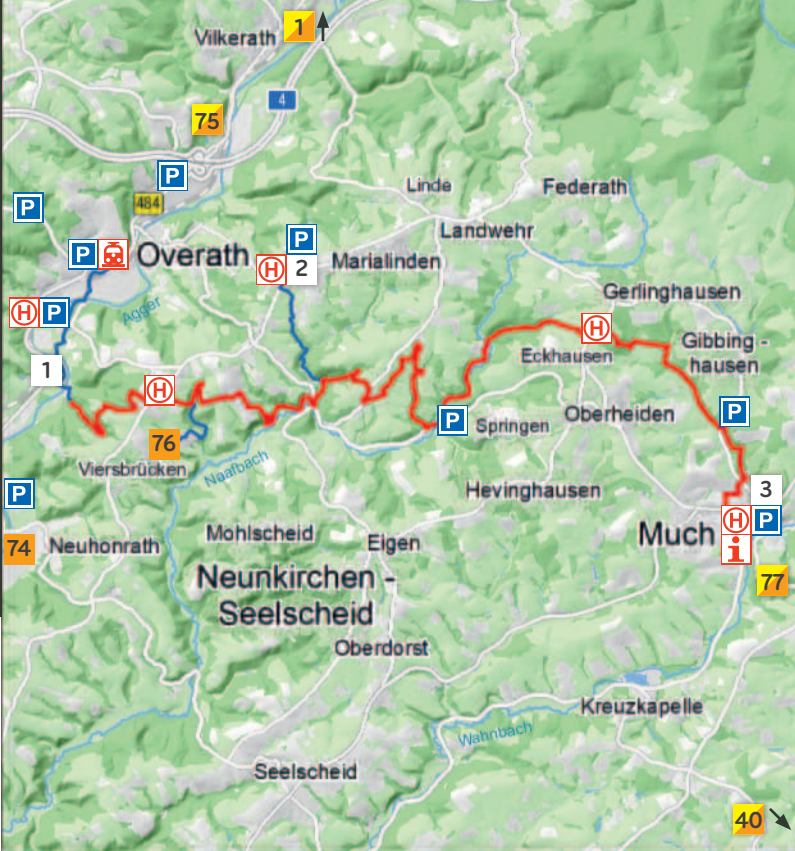 Vilkerath
1
4
75
P
484
P
Linde
Federath
P
Overath
H
P
2
Landwehr
Marialinden
Gerlinghausen
H
P
Agger
H
Eckhausen
Gibbing -
hausen
1
H
P
Springen
Oberheiden
P
76
Viersbrücken
Naafbach
P
Hevinghausen
3
H
P
Much
i
Mohlscheid
Eigen
74
Neuhonrath
Neunkirchen -
Seelscheid
77
Oberdorst
Kreuzkapelle
Wahnbach
Seelscheid
40